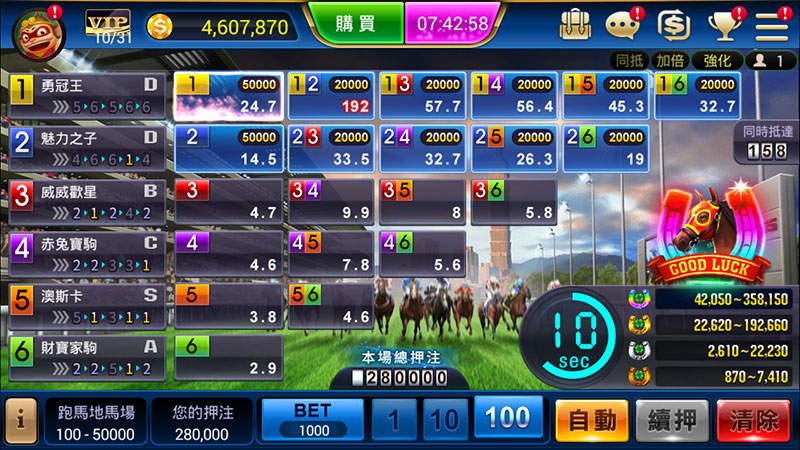 VIP
10/31
4,607,870
購買
07:42:58
同抵 加倍 強化 1
1 勇冠王 D
5 6 5 6 6
1 50000 24.7
1 2 20000 192
1 3 20000 57.7
1 4 20000 56.4
1 5 20000 45.3
1 6 20000 32.7
2 魅力之子 D
4 6 6 1 4
2 50000 14.5
2 3 20000 33.5
2 4 20000 32.7
2 5 20000 26.3
2 6 20000 19
同時抵達
158
3 威威歡星 B
2 1 2 4 2
3 4.7
3 4 9.9
3 5 8
3 6 5.8
4 赤兔寶駒 C
2 2 3 3 1
4 4.6
4 5 7.8
4 6 5.6
GOOD LUCK
5 澳斯卡 S
5 1 3 1 1
5 3.8
5 6 4.6
6 財寶家駒 A
2 2 5 1 2
6 2.9
本場總押注
280000
10
sec
42,050~358,150
22,620~192,660
2,610~22,230
870~7,410
i
跑馬地馬場
100 - 50000
您的押注
280,000
BET
1000
1
10
100
自動
續押
清除